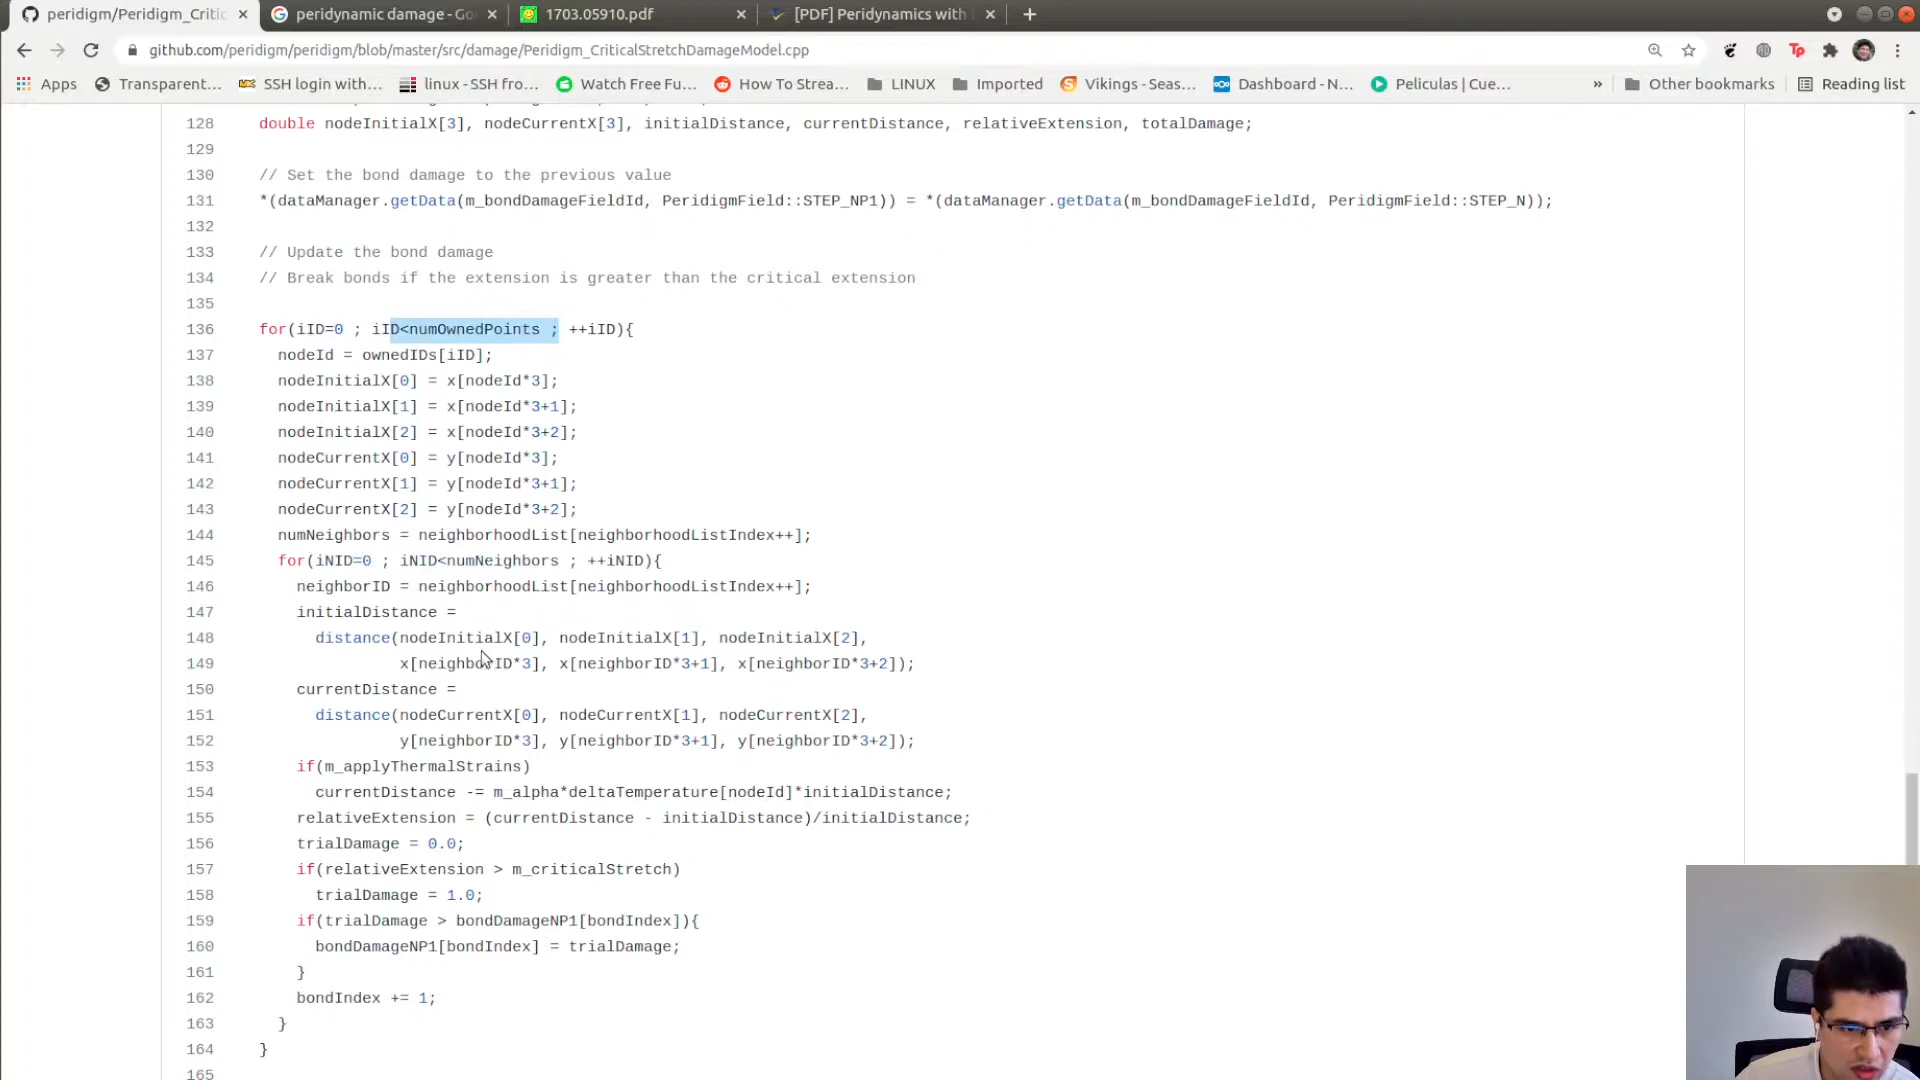 peridigm/Peridigm_Critic
peridynamic damage - Go
1703.05910.pdf
[PDF] Peridynamics with
github.com/peridigm/peridigm/blob/master/src/damage/Peridigm_CriticalStretchDamageModel.cpp
Apps
Transparent...
SSH login with...
linux - SSH fro...
Watch Free Fu...
How To Strea...
LINUX
Imported
Vikings - Seas...
Dashboard - N...
Peliculas | Cue...
»
Other bookmarks
Reading list
128 double nodeInitialX[3], nodeCurrentX[3], initialDistance, currentDistance, relativeExtension, totalDamage;
129
130 // Set the bond damage to the previous value
131 *(dataManager.getData(m_bondDamageFieldId, PeridigmField::STEP_NP1)) = *(dataManager.getData(m_bondDamageFieldId, PeridigmField::STEP_N));
132
133 // Update the bond damage
134 // Break bonds if the extension is greater than the critical extension
135
136 for(iID=0 ; iID<numOwnedPoints ; ++iID){
137 nodeId = ownedIDs[iID];
138 nodeInitialX[0] = x[nodeId*3];
139 nodeInitialX[1] = x[nodeId*3+1];
140 nodeInitialX[2] = x[nodeId*3+2];
141 nodeCurrentX[0] = y[nodeId*3];
142 nodeCurrentX[1] = y[nodeId*3+1];
143 nodeCurrentX[2] = y[nodeId*3+2];
144 numNeighbors = neighborhoodList[neighborhoodListIndex++];
145 for(iNID=0 ; iNID<numNeighbors ; ++iNID){
146 neighborID = neighborhoodList[neighborhoodListIndex++];
147 initialDistance =
148 distance(nodeInitialX[0], nodeInitialX[1], nodeInitialX[2],
149 x[neighborID*3], x[neighborID*3+1], x[neighborID*3+2]);
150 currentDistance =
151 distance(nodeCurrentX[0], nodeCurrentX[1], nodeCurrentX[2],
152 y[neighborID*3], y[neighborID*3+1], y[neighborID*3+2]);
153 if(m_applyThermalStrains)
154 currentDistance -= m_alpha*deltaTemperature[nodeId]*initialDistance;
155 relativeExtension = (currentDistance - initialDistance)/initialDistance;
156 trialDamage = 0.0;
157 if(relativeExtension > m_criticalStretch)
158 trialDamage = 1.0;
159 if(trialDamage > bondDamageNP1[bondIndex]){
160 bondDamageNP1[bondIndex] = trialDamage;
161 }
162 bondIndex += 1;
163 }
164 }
165